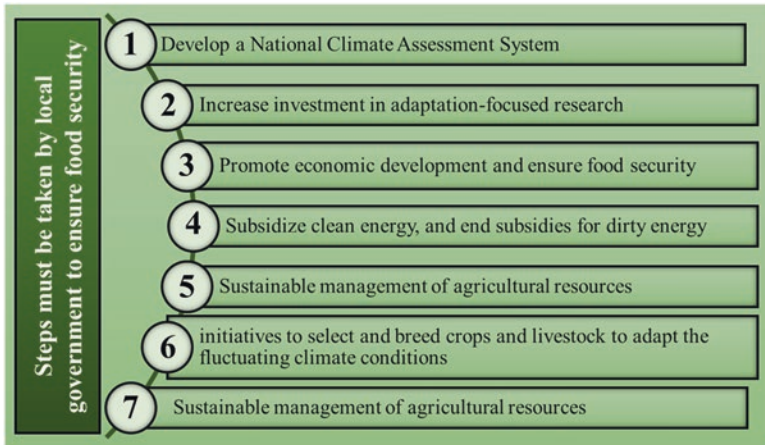 Steps must be taken by local
government to ensure food security
1 Develop a National Climate Assessment System
2 Increase investment in adaptation-focused research
3 Promote economic development and ensure food security
4 Subsidize clean energy, and end subsidies for dirty energy
5 Sustainable management of agricultural resources
6 initiatives to select and breed crops and livestock to adapt the
fluctuating climate conditions
7 Sustainable management of agricultural resources